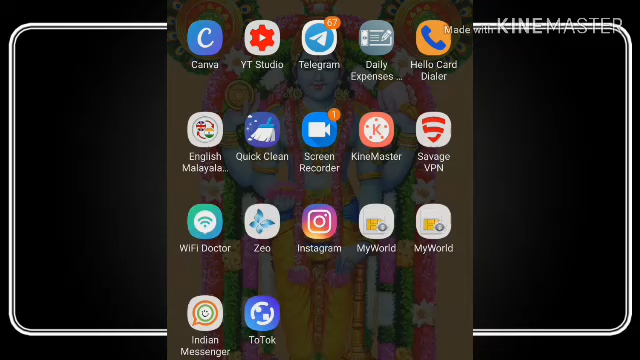 Made with KINEMASTER
67
Canva
YT Studio
Telegram
Daily
Expenses ...
Hello Card
Dialer
1
English
Malayala...
Quick Clean
Screen
Recorder
KineMaster
Savage
VPN
WiFi Doctor
Zeo
Instagram
MyWorld
MyWorld
Indian
Messenger
ToTok